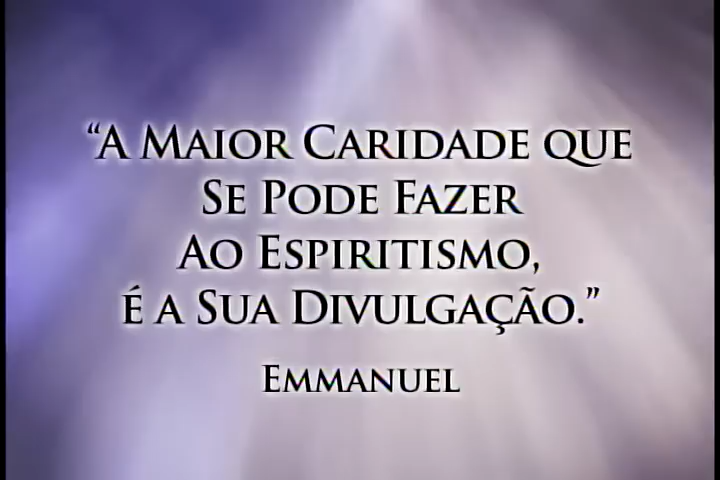 “A Maior Caridade que
Se Pode Fazer
Ao Espiritismo,
é a Sua Divulgação.”
Emmanuel